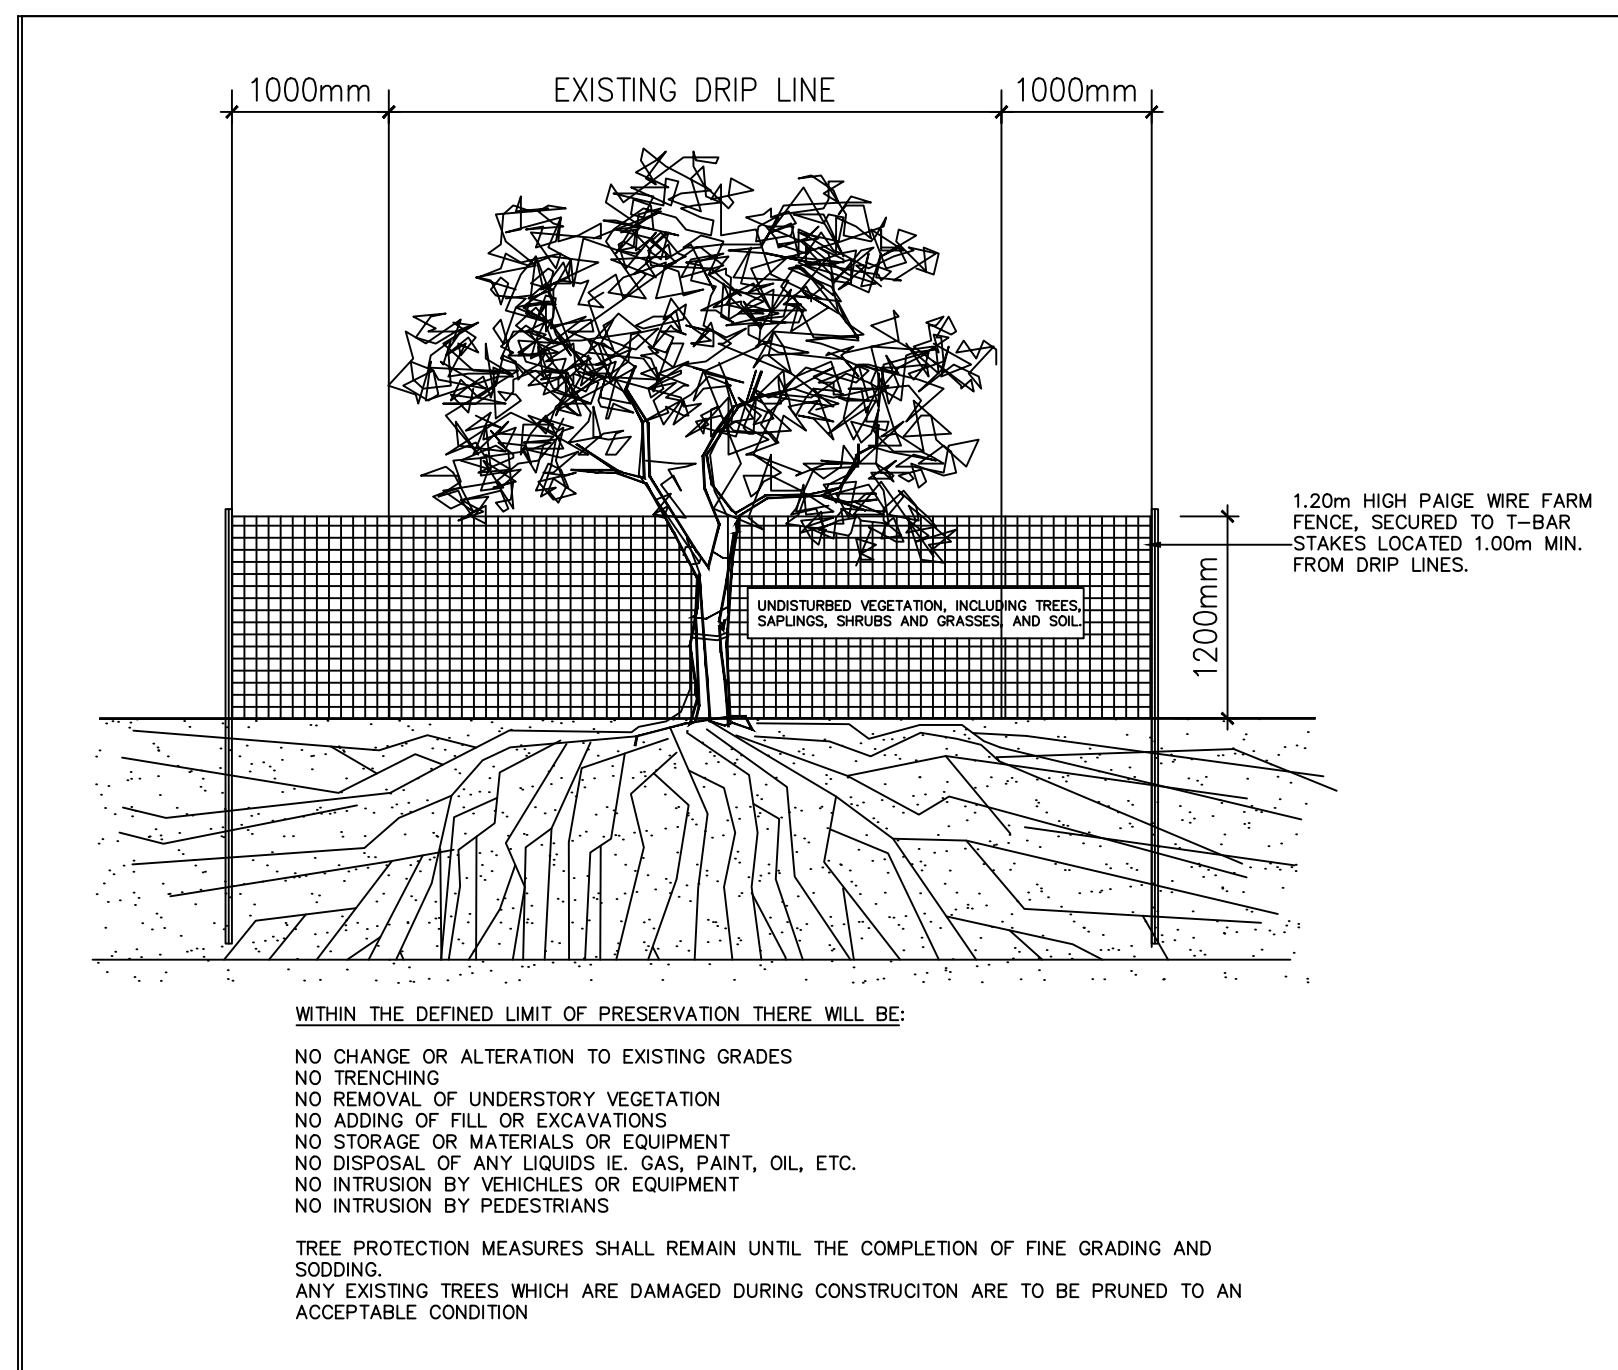 1000mm EXISTING DRIP LINE 1000mm
1.20m HIGH PAIGE WIRE FARM
FENCE, SECURED TO T-BAR
STAKES LOCATED 1.00m MIN.
FROM DRIP LINES.
1200mm
UNDISTURBED VEGETATION, INCLUDING TREES,
SAPLINGS, SHRUBS AND GRASSES, AND SOIL.
WITHIN THE DEFINED LIMIT OF PRESERVATION THERE WILL BE:
NO CHANGE OR ALTERATION TO EXISTING GRADES
NO TRENCHING
NO REMOVAL OF UNDERSTORY VEGETATION
NO ADDING OF FILL OR EXCAVATIONS
NO STORAGE OR MATERIALS OR EQUIPMENT
NO DISPOSAL OF ANY LIQUIDS IE. GAS, PAINT, OIL, ETC.
NO INTRUSION BY VEHICHLES OR EQUIPMENT
NO INTRUSION BY PEDESTRIANS
TREE PROTECTION MEASURES SHALL REMAIN UNTIL THE COMPLETION OF FINE GRADING AND
SODDING.
ANY EXISTING TREES WHICH ARE DAMAGED DURING CONSTRUCITON ARE TO BE PRUNED TO AN
ACCEPTABLE CONDITION